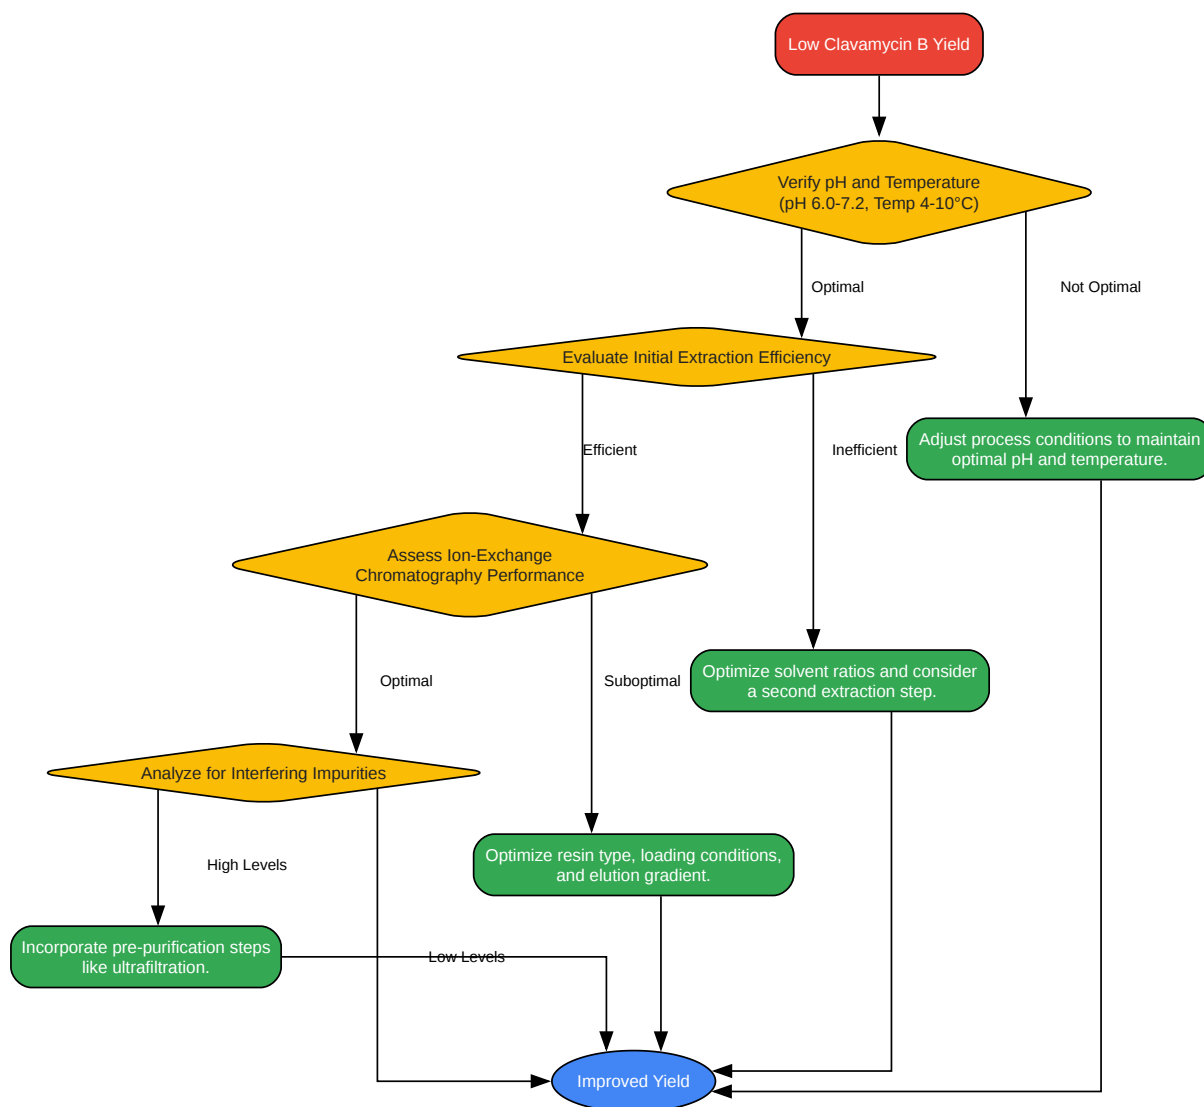 Low Clavamycin B Yield
Verify pH and Temperature
(pH 6.0-7.2, Temp 4-10°C)
Optimal
Not Optimal
Evaluate Initial Extraction Efficiency
Adjust process conditions to maintain
optimal pH and temperature.
Efficient
Inefficient
Assess Ion-Exchange
Chromatography Performance
Optimal
Suboptimal
Optimize solvent ratios and consider
a second extraction step.
Analyze for Interfering Impurities
High Levels
Optimize resin type, loading conditions,
and elution gradient.
Incorporate pre-purification steps
like ultrafiltration.
Low Levels
Improved Yield